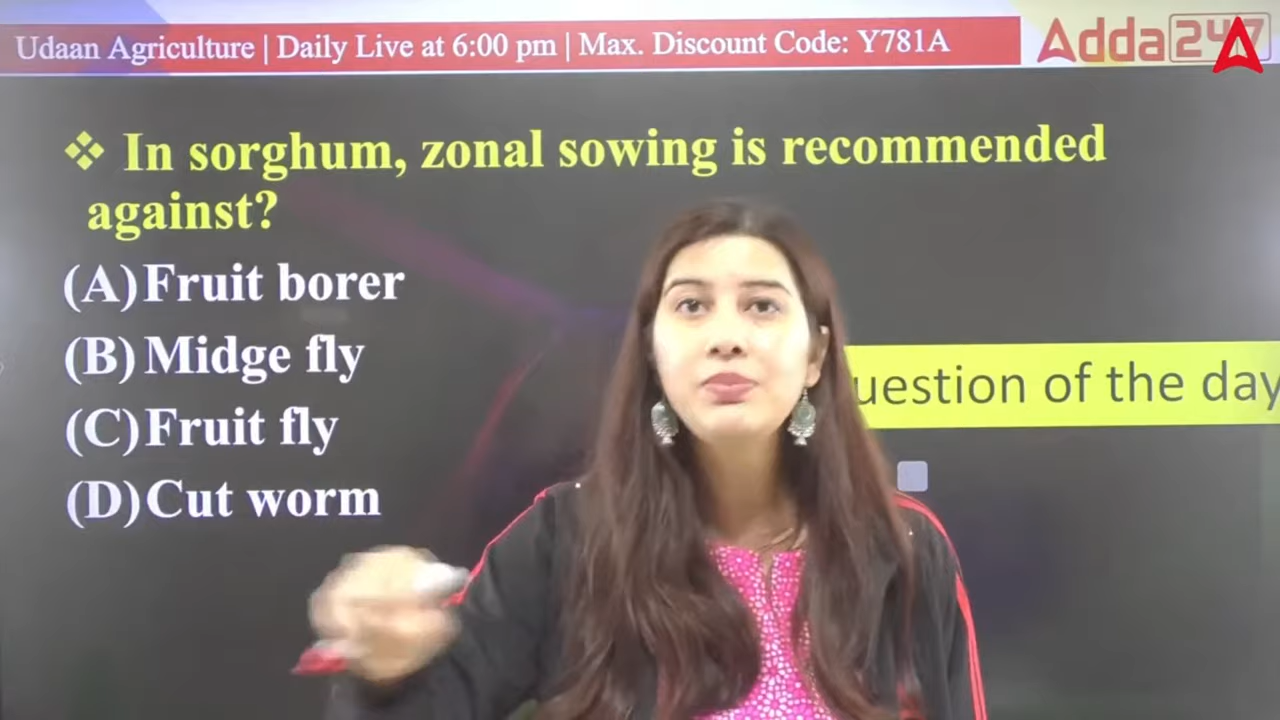 Udaan Agriculture | Daily Live at 6:00 pm | Max. Discount Code: Y781A
Adda247
❖ In sorghum, zonal sowing is recommended
against?
(A) Fruit borer
(B) Midge fly
(C) Fruit fly
(D) Cut worm
uestion of the day